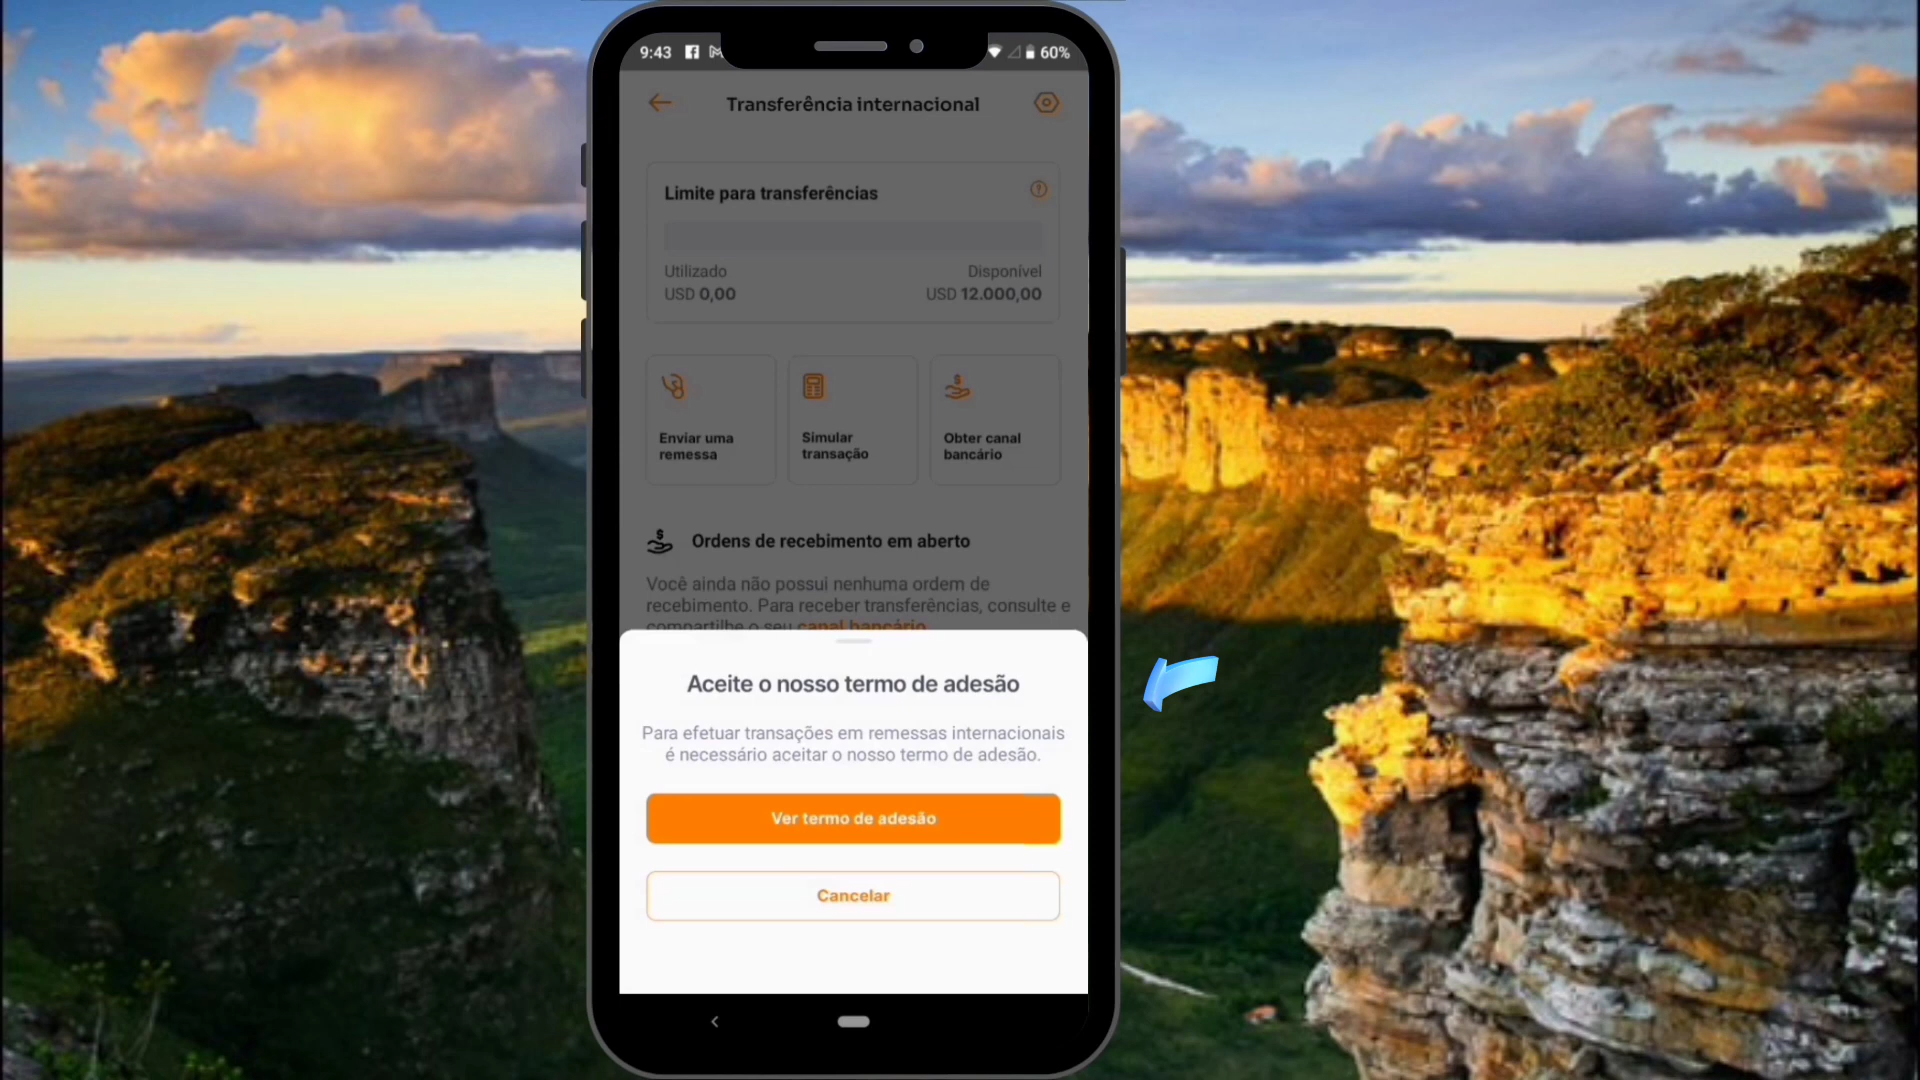 9:43
60%
Transferência internacional
Limite para transferências
Utilizado
Disponível
USD 0,00
USD 12.000,00
Enviar uma
remessa
Simular
transação
Obter canal
bancário
Ordens de recebimento em aberto
Você ainda não possui nenhuma ordem de
recebimento. Para receber transferências, consulte e
compartilhe o seu canal bancário.
Aceite o nosso termo de adesão
Para efetuar transações em remessas internacionais
é necessário aceitar o nosso termo de adesão.
Ver termo de adesão
Cancelar